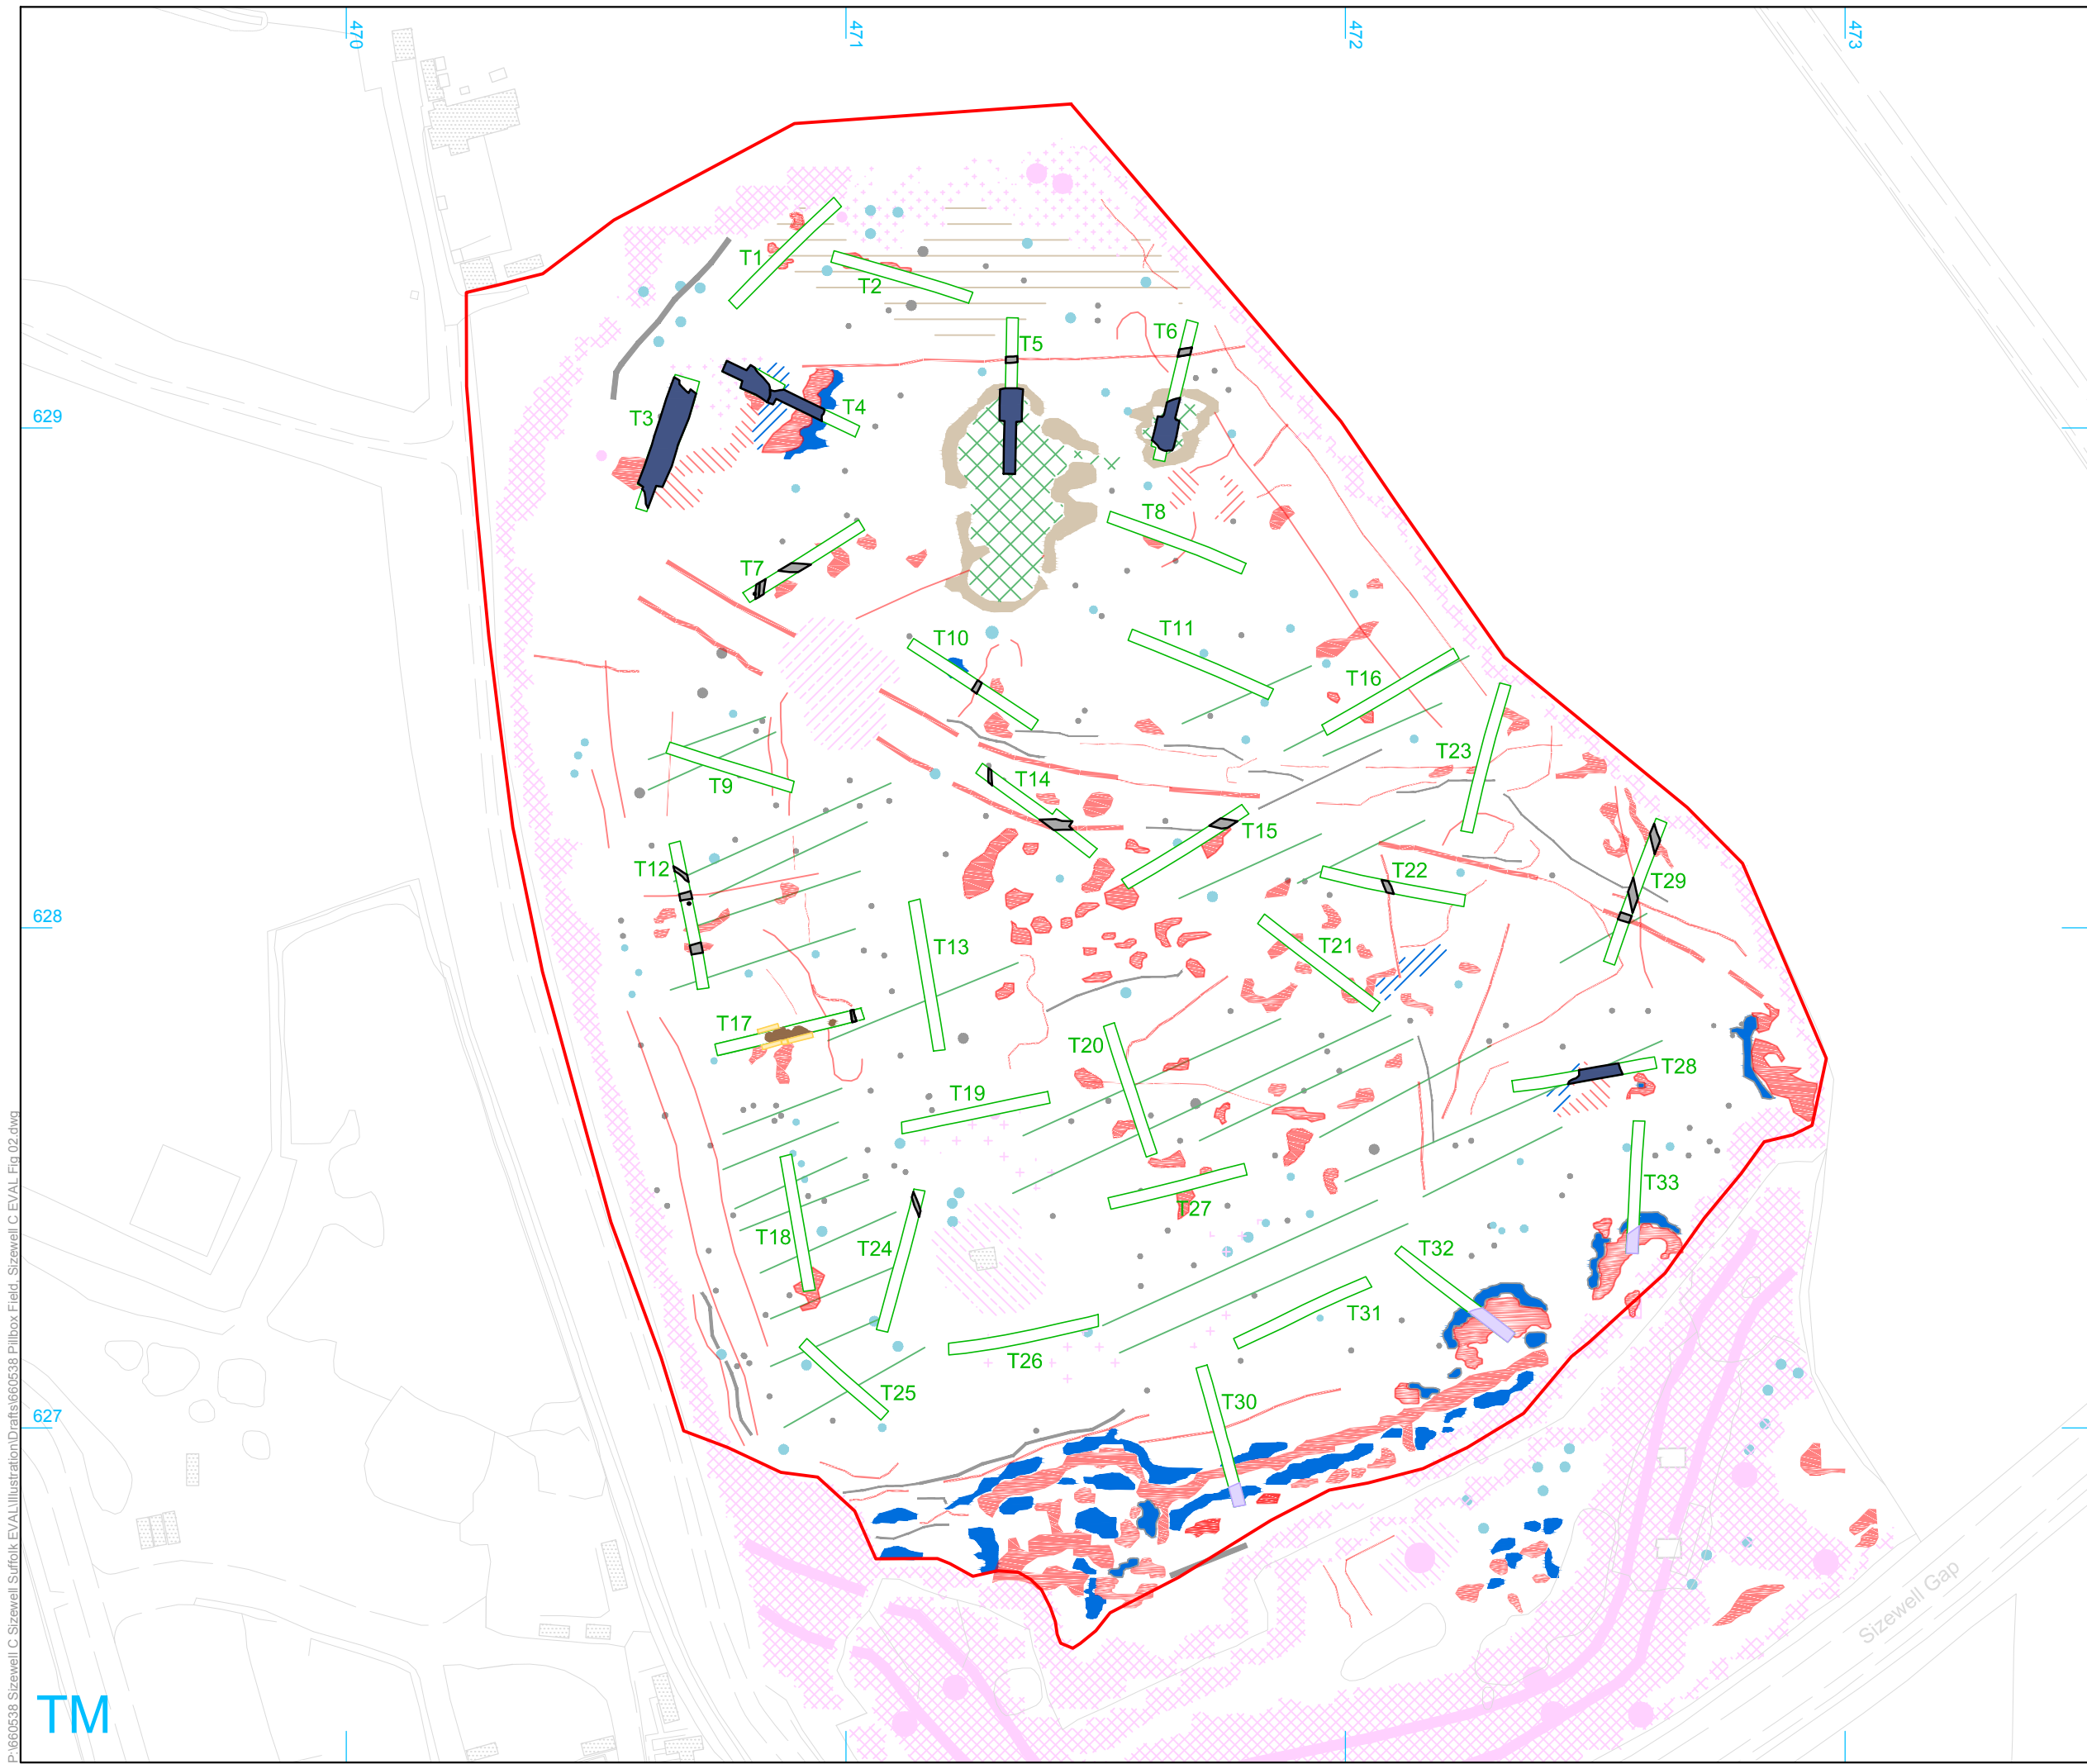 470
471
472
473
T1
T2
T5
T6
T3
T4
629
T8
T7
T10
T11
T16
T23
T9
T14
T15
T12
T22
T29
628
T13
T21
T17
T20
T28
T19
T33
T27
T18
T24
T32
T31
T26
T25
T30
627
Sizewell Gap
TM
P:\660538 Sizewell C Sizewell Suffolk EVAL\Illustration\Drafts\660538 Pillbox Field, Sizewell C EVAL Fig 02.dwg